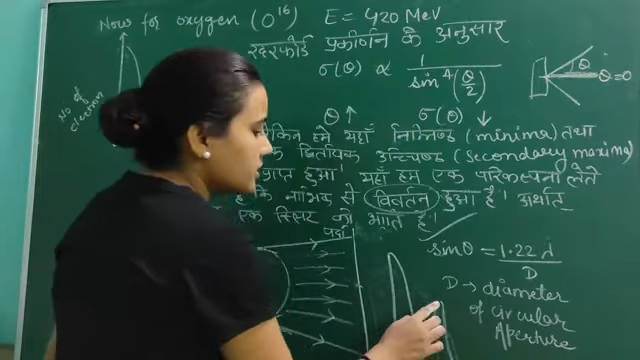 Now for oxygen (O¹⁶) E = 420 MeV
रदरफोर्ड प्रकीर्णन के अनुसार
σ(θ) ∝ 1 / sin⁴(θ/2)
θ
θ=0
No of electron
θ ↑ σ(θ) ↓
हमे यहाँ निम्निष्ठ (minima) तथा
द्वितियक उच्चिष्ठ (secondary maxima)
प्राप्त हुआ। यहाँ हम एक परिकल्पना लेते
कि नाभिक से विवर्तन हुआ है। अर्थात
एक स्लिट की भाति है।
पर्दा
sinθ = 1.22 λ / D
D → diameter
of circular
Aperture